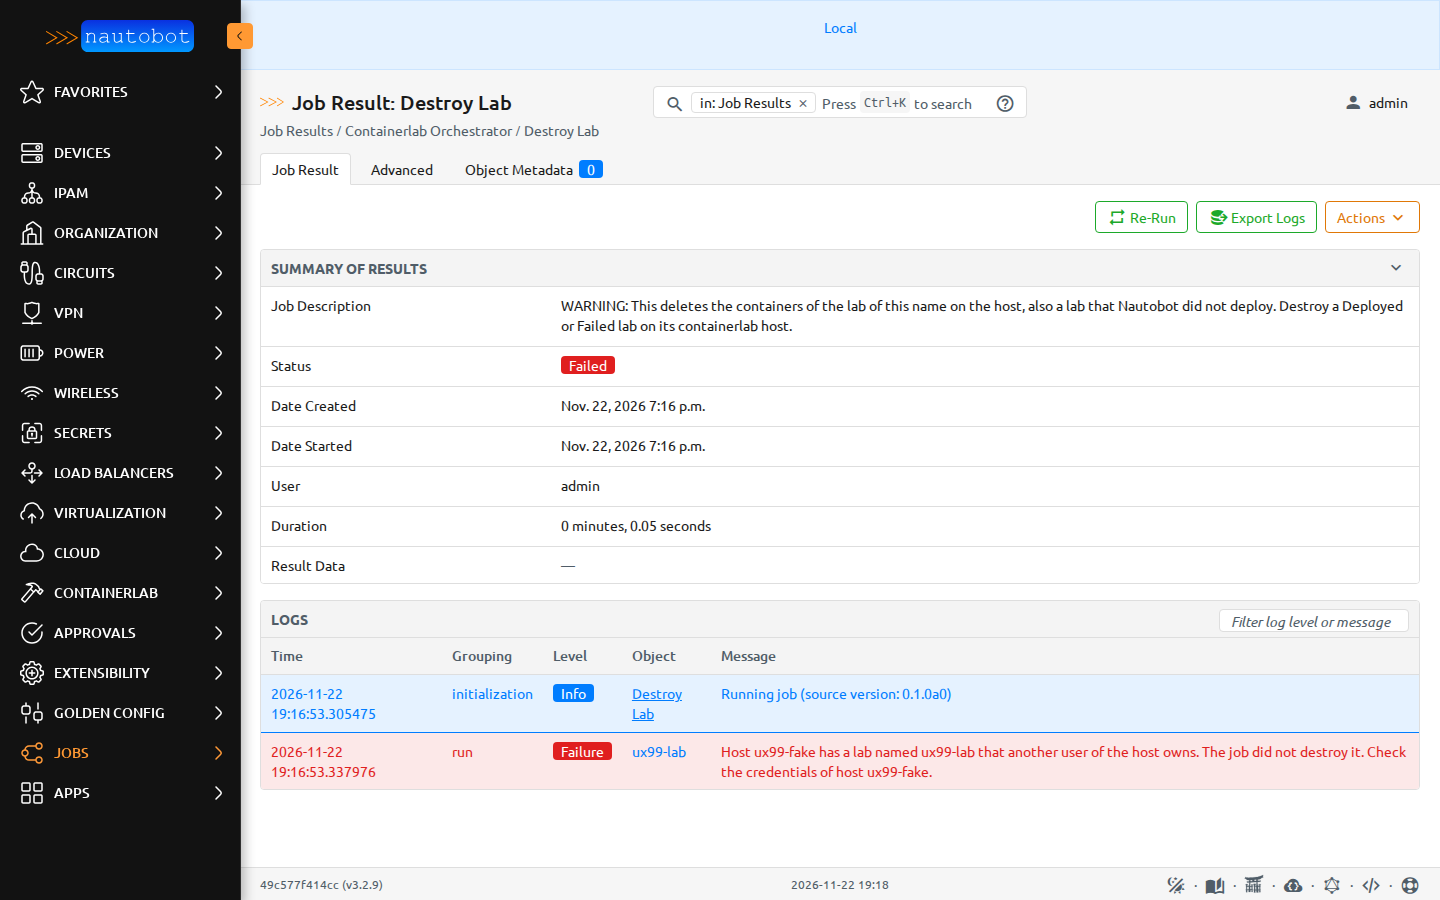 nautobot
Local
FAVORITES
DEVICES
IPAM
ORGANIZATION
CIRCUITS
VPN
POWER
WIRELESS
SECRETS
LOAD BALANCERS
VIRTUALIZATION
CLOUD
CONTAINERLAB
APPROVALS
EXTENSIBILITY
GOLDEN CONFIG
JOBS
APPS
Job Result: Destroy Lab
in: Job Results × Press Ctrl+K to search
admin
Job Results / Containerlab Orchestrator / Destroy Lab
Job Result Advanced Object Metadata 0
Re-Run Export Logs Actions
SUMMARY OF RESULTS
Job Description WARNING: This deletes the containers of the lab of this name on the host, also a lab that Nautobot did not deploy. Destroy a Deployed
or Failed lab on its containerlab host.
Status Failed
Date Created Nov. 22, 2026 7:16 p.m.
Date Started Nov. 22, 2026 7:16 p.m.
User admin
Duration 0 minutes, 0.05 seconds
Result Data —
LOGS Filter log level or message
Time Grouping Level Object Message
2026-11-22 initialization Info Destroy Running job (source version: 0.1.0a0)
19:16:53.305475 Lab
2026-11-22 run Failure ux99-lab Host ux99-fake has a lab named ux99-lab that another user of the host owns. The job did not destroy it. Check
19:16:53.337976 the credentials of host ux99-fake.
49c577f414cc (v3.2.9) 2026-11-22 19:18